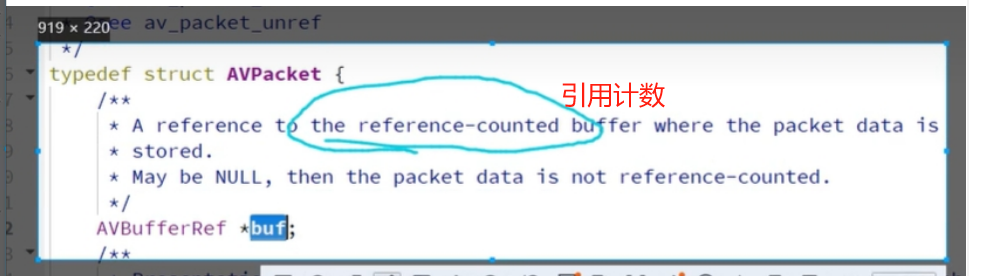 919 × 220
ee av_packet_unref
*/
typedef struct AVPacket {
/**
引用计数
* A reference to the reference-counted buffer where the packet data is
* stored.
* May be NULL, then the packet data is not reference-counted.
*/
AVBufferRef *buf;
/**